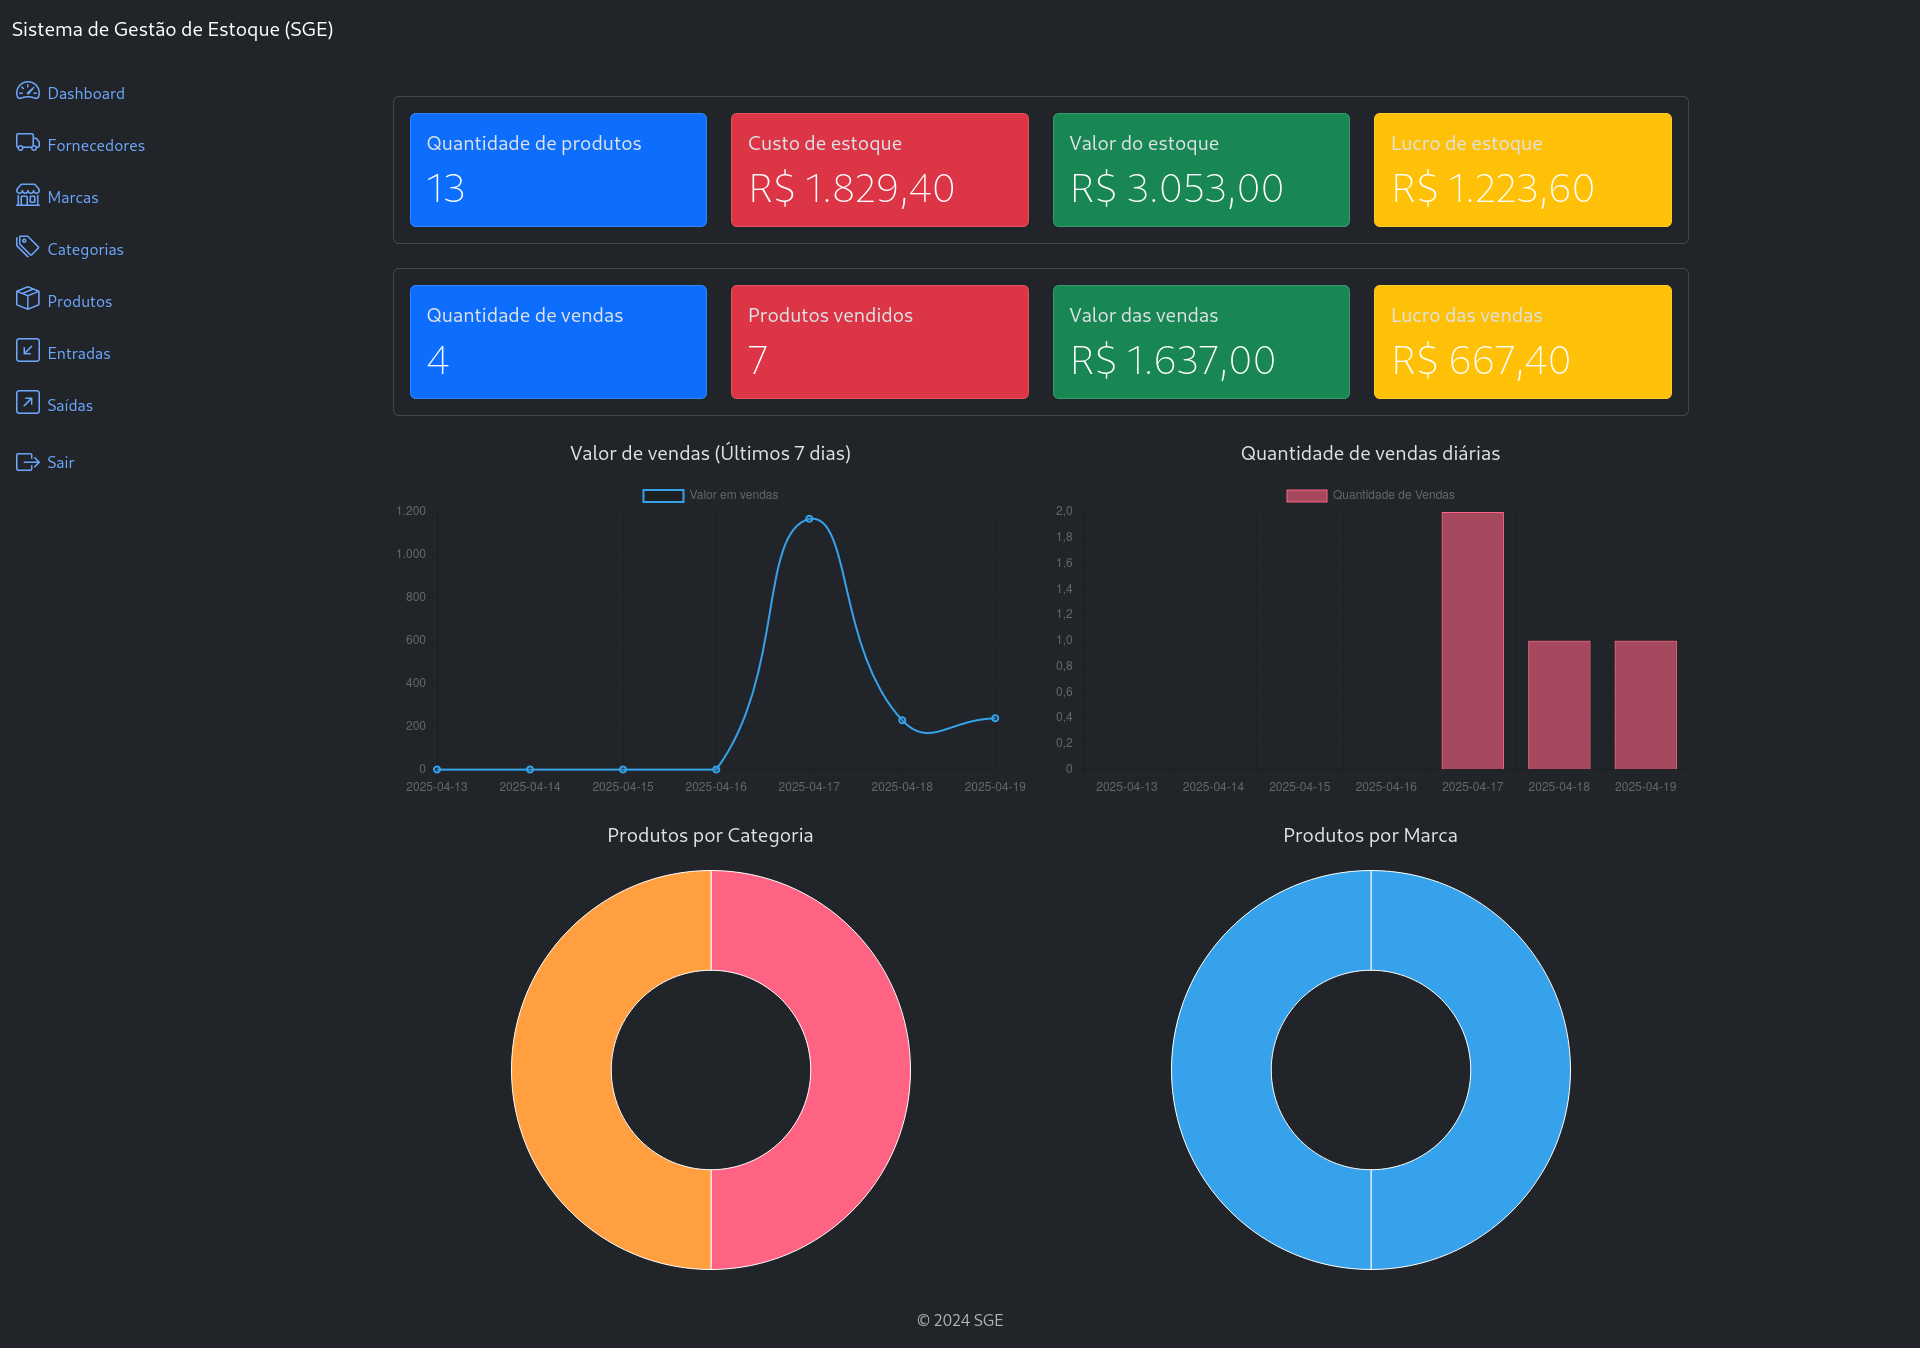 Sistema de Gestão de Estoque (SGE)
Dashboard
Fornecedores
Marcas
Categorias
Produtos
Entradas
Saídas
Sair
Quantidade de produtos
13
Custo de estoque
R$ 1.829,40
Valor do estoque
R$ 3.053,00
Lucro de estoque
R$ 1.223,60
Quantidade de vendas
4
Produtos vendidos
7
Valor das vendas
R$ 1.637,00
Lucro das vendas
R$ 667,40
Valor de vendas (Últimos 7 dias)
Valor em vendas
1.200
1.000
800
600
400
200
0
2025-04-13 2025-04-14 2025-04-15 2025-04-16 2025-04-17 2025-04-18 2025-04-19
Quantidade de vendas diárias
Quantidade de Vendas
2,0
1,8
1,6
1,4
1,2
1,0
0,8
0,6
0,4
0,2
0
2025-04-13 2025-04-14 2025-04-15 2025-04-16 2025-04-17 2025-04-18 2025-04-19
Produtos por Categoria
Produtos por Marca
© 2024 SGE